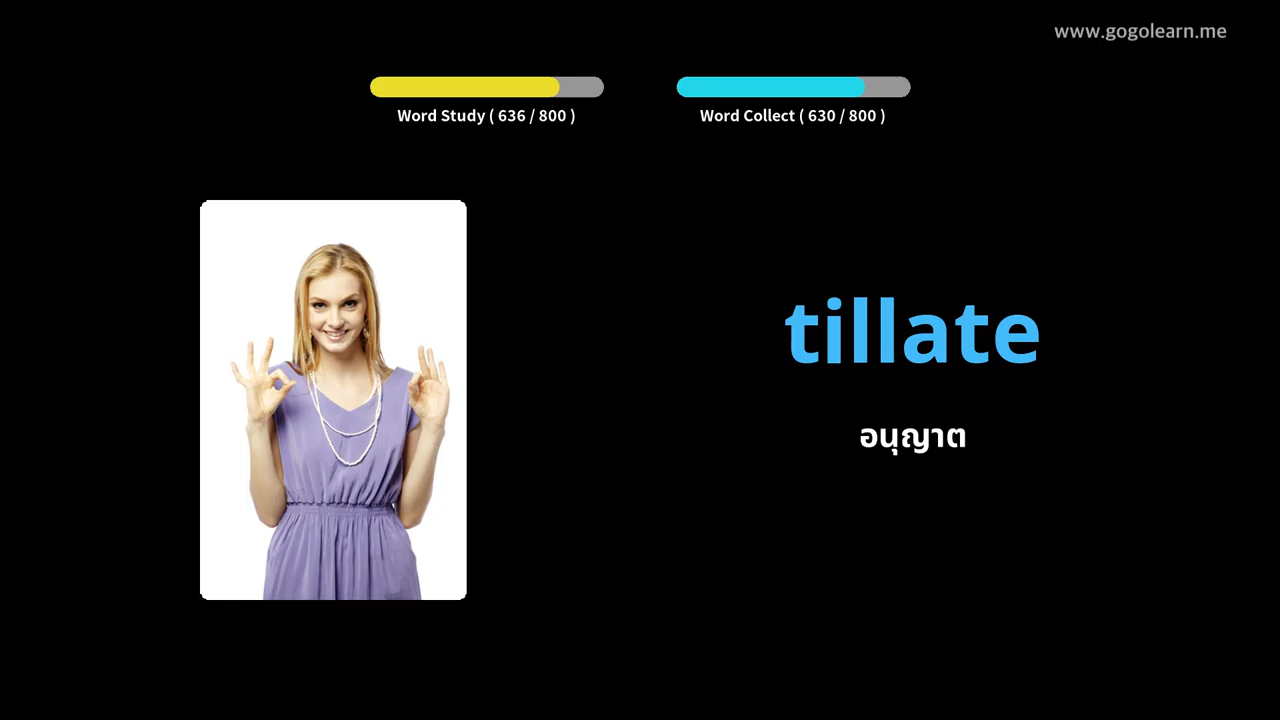 www.gogolearn.me
Word Study ( 636 / 800 )
Word Collect ( 630 / 800 )
tillate
อนุญาต